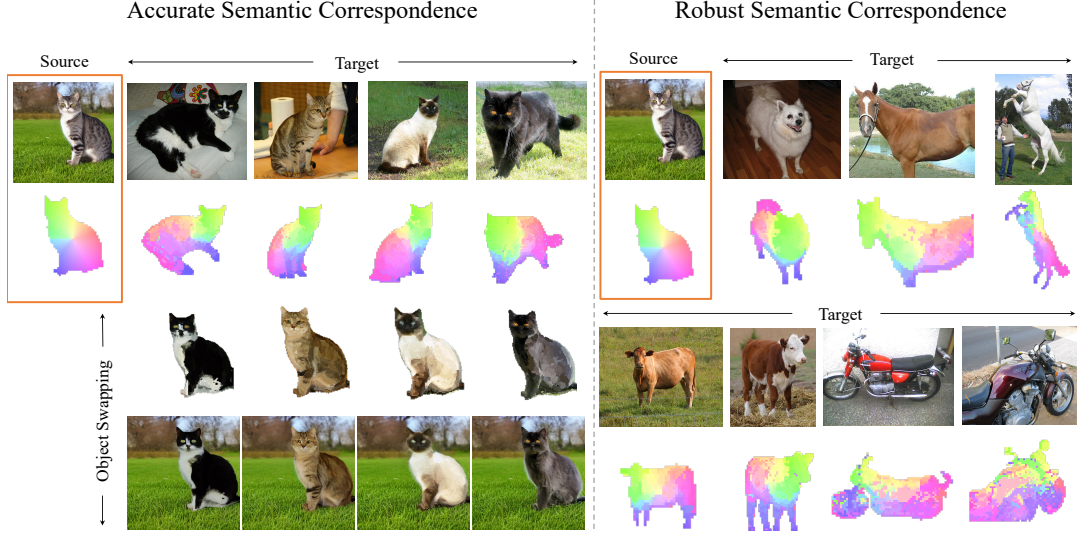 Accurate Semantic Correspondence
Source
Target
Object Swapping
Robust Semantic Correspondence
Source
Target
Target